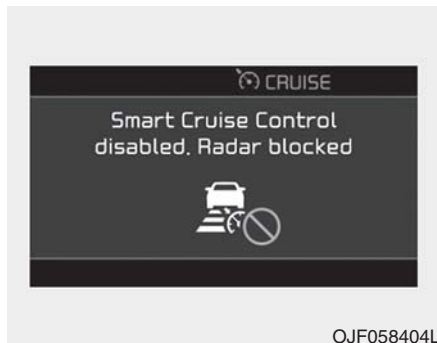 CRUISE
Smart Cruise Control
disabled, Radar blocked
OJF058404L